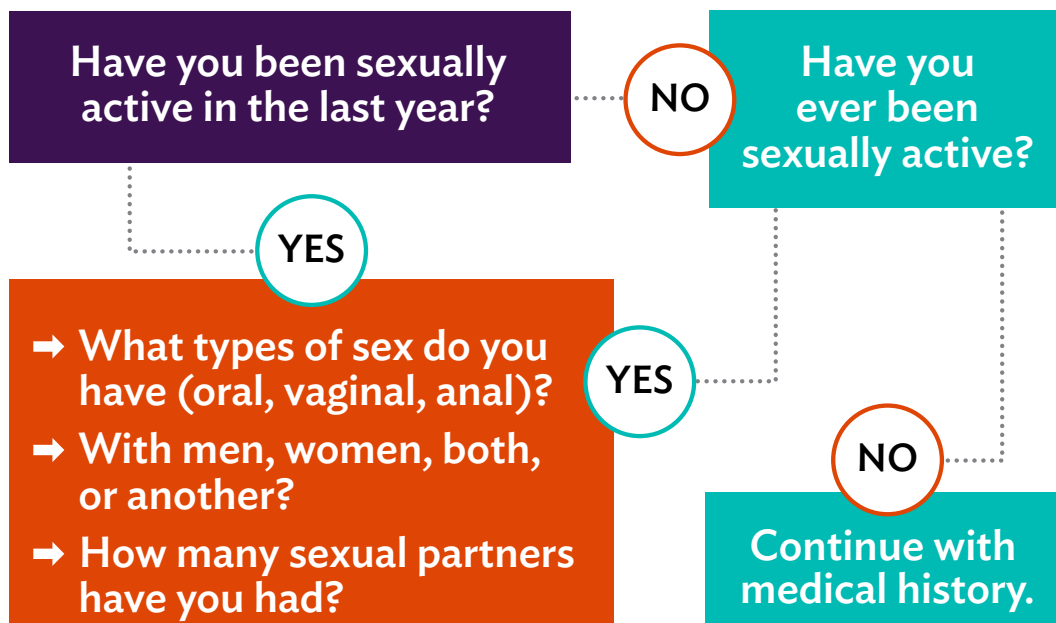 Have you been sexually
active in the last year?
NO
Have you
ever been
sexually active?
YES
➡ What types of sex do you
have (oral, vaginal, anal)?
➡ With men, women, both,
or another?
➡ How many sexual partners
have you had?
YES
NO
Continue with
medical history.